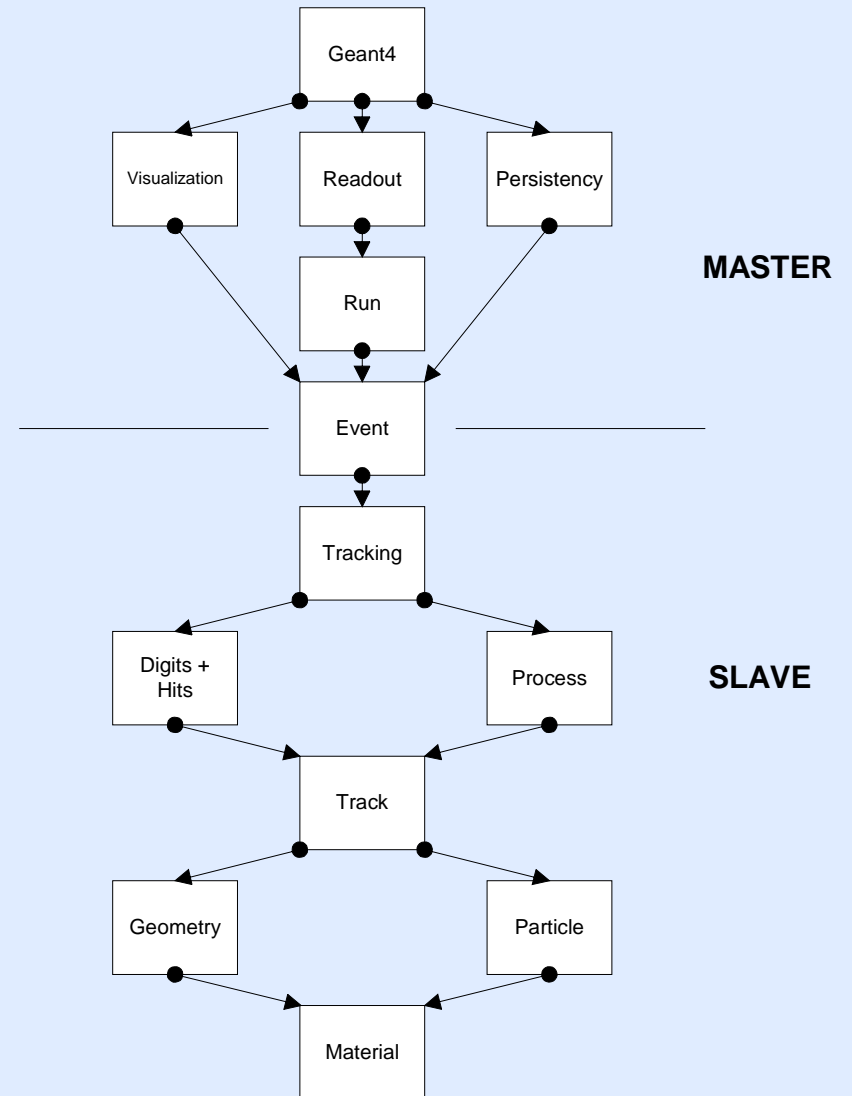 Geant4
Visualization
Readout
Persistency
MASTER
Run
Event
Tracking
Digits +
Hits
Process
SLAVE
Track
Geometry
Particle
Material